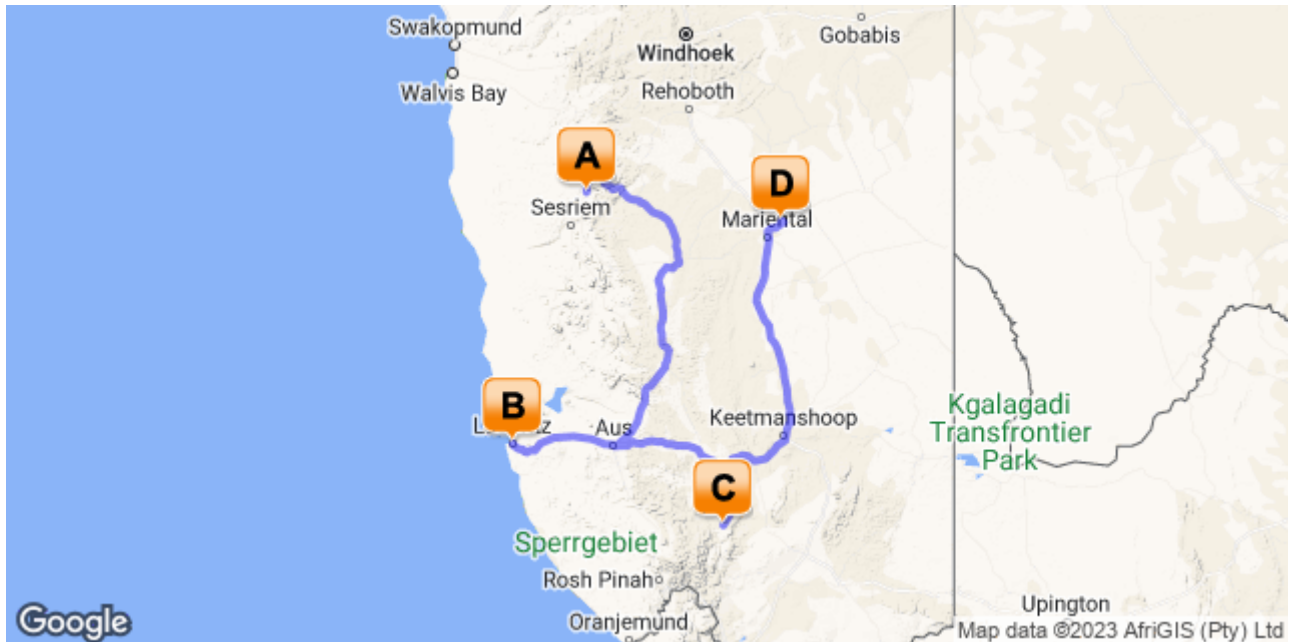 Swakopmund
Walvis Bay
Windhoek
Rehoboth
Gobabis
A
Sesriem
D
Mariental
B
Aus
Keetmanshoop
C
Kgalagadi
Transfrontier
Park
Sperrgebiet
Rosh Pinah
Oranjemund
Upington
Google
Map data ©2023 AfriGIS (Pty) Ltd